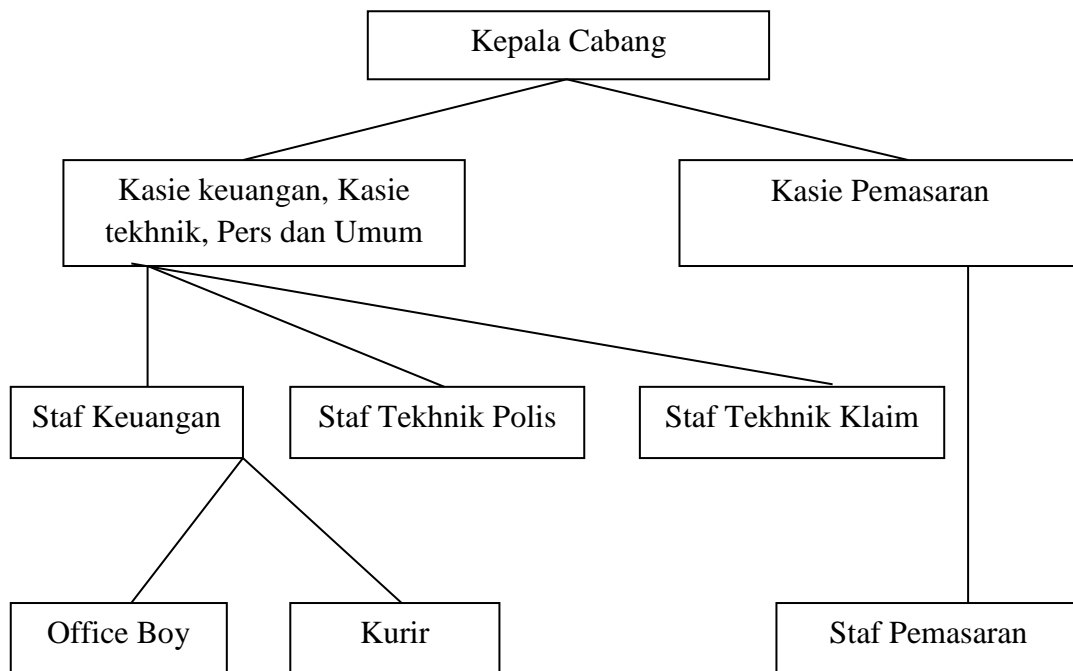 Kepala Cabang
Kasie keuangan, Kasie
tekhnik, Pers dan Umum
Kasie Pemasaran
Staf Keuangan
Staf Tekhnik Polis
Staf Tekhnik Klaim
Office Boy
Kurir
Staf Pemasaran